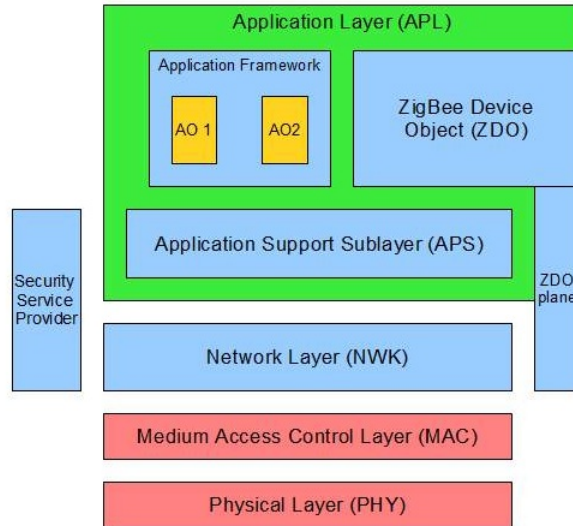 Application Layer (APL)
Application Framework
AO 1
AO2
ZigBee Device
Object (ZDO)
Application Support Sublayer (APS)
Security
Service
Provider
ZDO
plane
Network Layer (NWK)
Medium Access Control Layer (MAC)
Physical Layer (PHY)